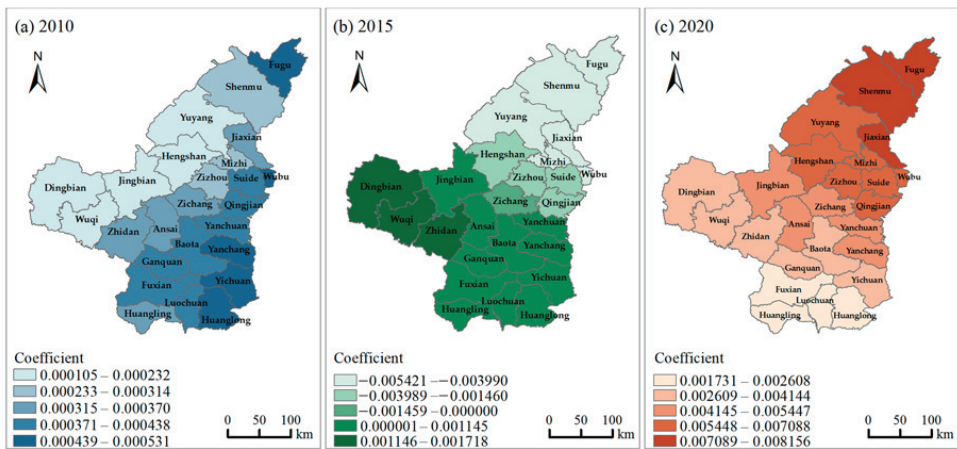 (a) 2010
N
Fugu
Shenmu
Yuyang
Jiaxian
Hengshan
Mizhi
Wubu
Zizhou
Suide
Dingbian
Jingbian
Zichang
Qingjian
Wuqi
Zhidan
Ansai
Yanchuan
Baota
Yanchang
Ganquan
Yichuan
Fuxian
Luochuan
Huangling
Huanglong
Coefficient
0.000105 – 0.000232
0.000233 – 0.000314
0.000315 – 0.000370
0.000371 – 0.000438
0.000439 – 0.000531
0 50 100
km
(b) 2015
N
Fugu
Shenmu
Yuyang
Jiaxian
Hengshan
Mizhi
Wubu
Zizhou
Suide
Dingbian
Jingbian
Zichang
Qingjian
Wuqi
Zhidan
Ansai
Yanchuan
Baota
Yanchang
Ganquan
Yichuan
Fuxian
Luochuan
Huangling
Huanglong
Coefficient
−0.005421 – −0.003990
−0.003989 – −0.001460
−0.001459 – −0.000000
0.000001 – 0.001145
0.001146 – 0.001718
0 50 100
km
(c) 2020
N
Fugu
Shenmu
Yuyang
Jiaxian
Hengshan
Mizhi
Wubu
Zizhou
Suide
Dingbian
Jingbian
Zichang
Qingjian
Wuqi
Zhidan
Ansai
Yanchuan
Baota
Yanchang
Ganquan
Yichuan
Fuxian
Luochuan
Huangling
Huanglong
Coefficient
0.001731 – 0.002608
0.002609 – 0.004144
0.004145 – 0.005447
0.005448 – 0.007088
0.007089 – 0.008156
0 50 100
km